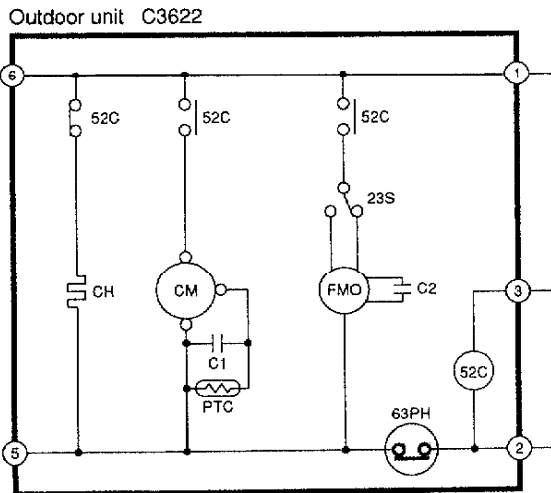 Outdoor unit C3622
6
1
52C
52C
52C
23S
CH
CM
FMO
C2
3
C1
52C
PTC
63PH
5
2